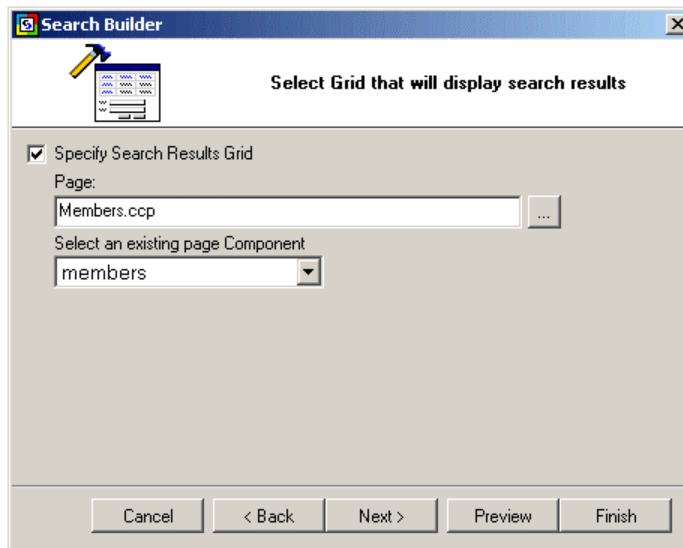 Search Builder
Select Grid that will display search results
Specify Search Results Grid
Page:
Members.ccp
...
Select an existing page Component
members
Cancel
< Back
Next >
Preview
Finish